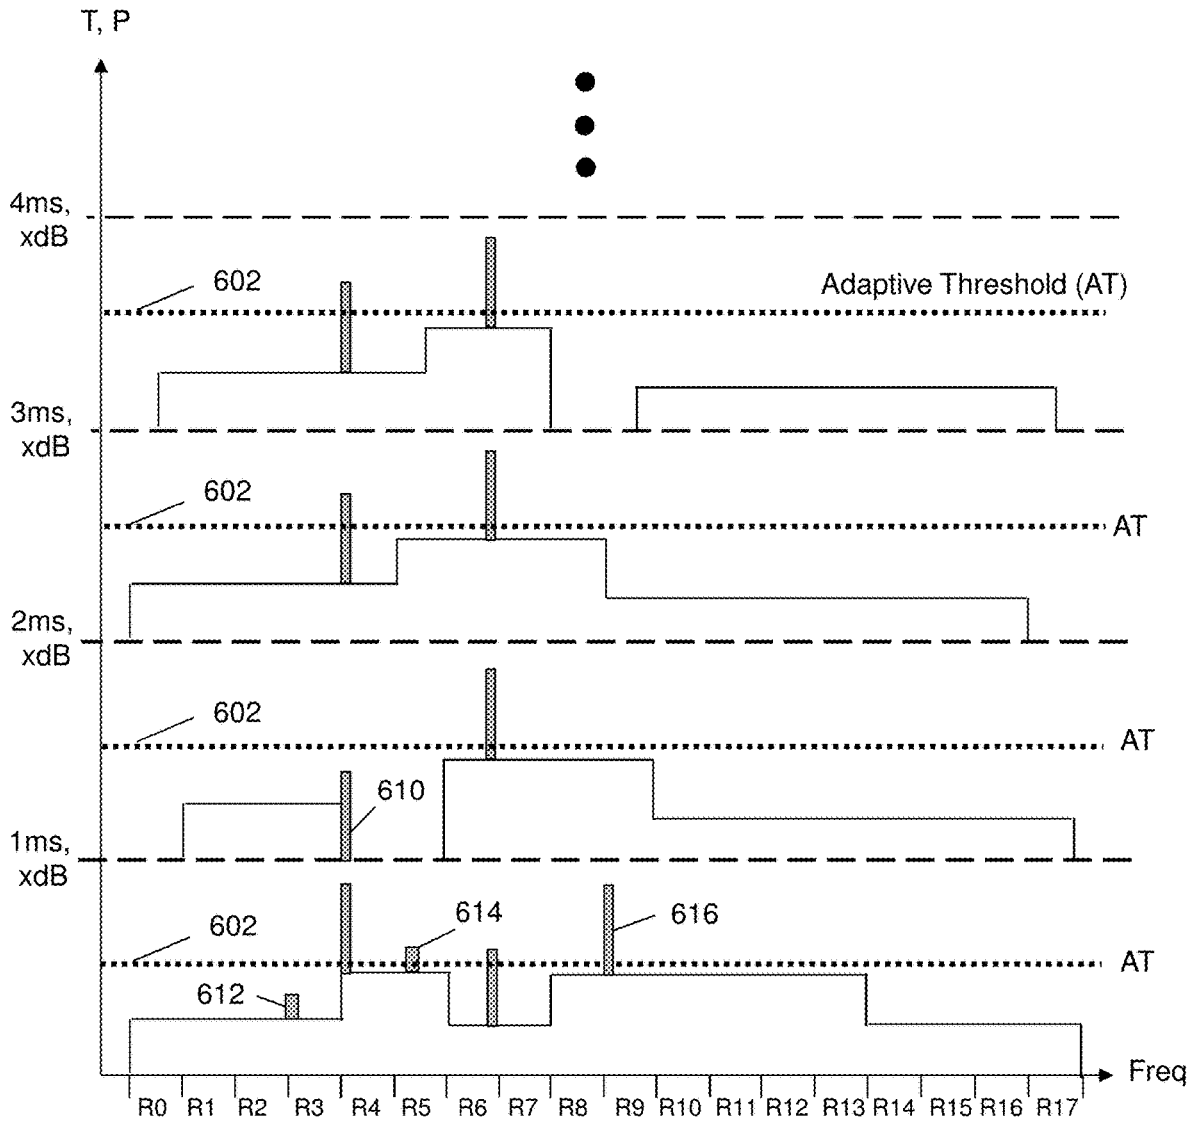 T, P
4ms,
xdB
602
Adaptive Threshold (AT)
3ms,
xdB
602
AT
2ms,
xdB
602
AT
610
1ms,
xdB
614
616
602
AT
612
Freq
R0 R1 R2 R3 R4 R5 R6 R7 R8 R9 R10 R11 R12 R13 R14 R15 R16 R17